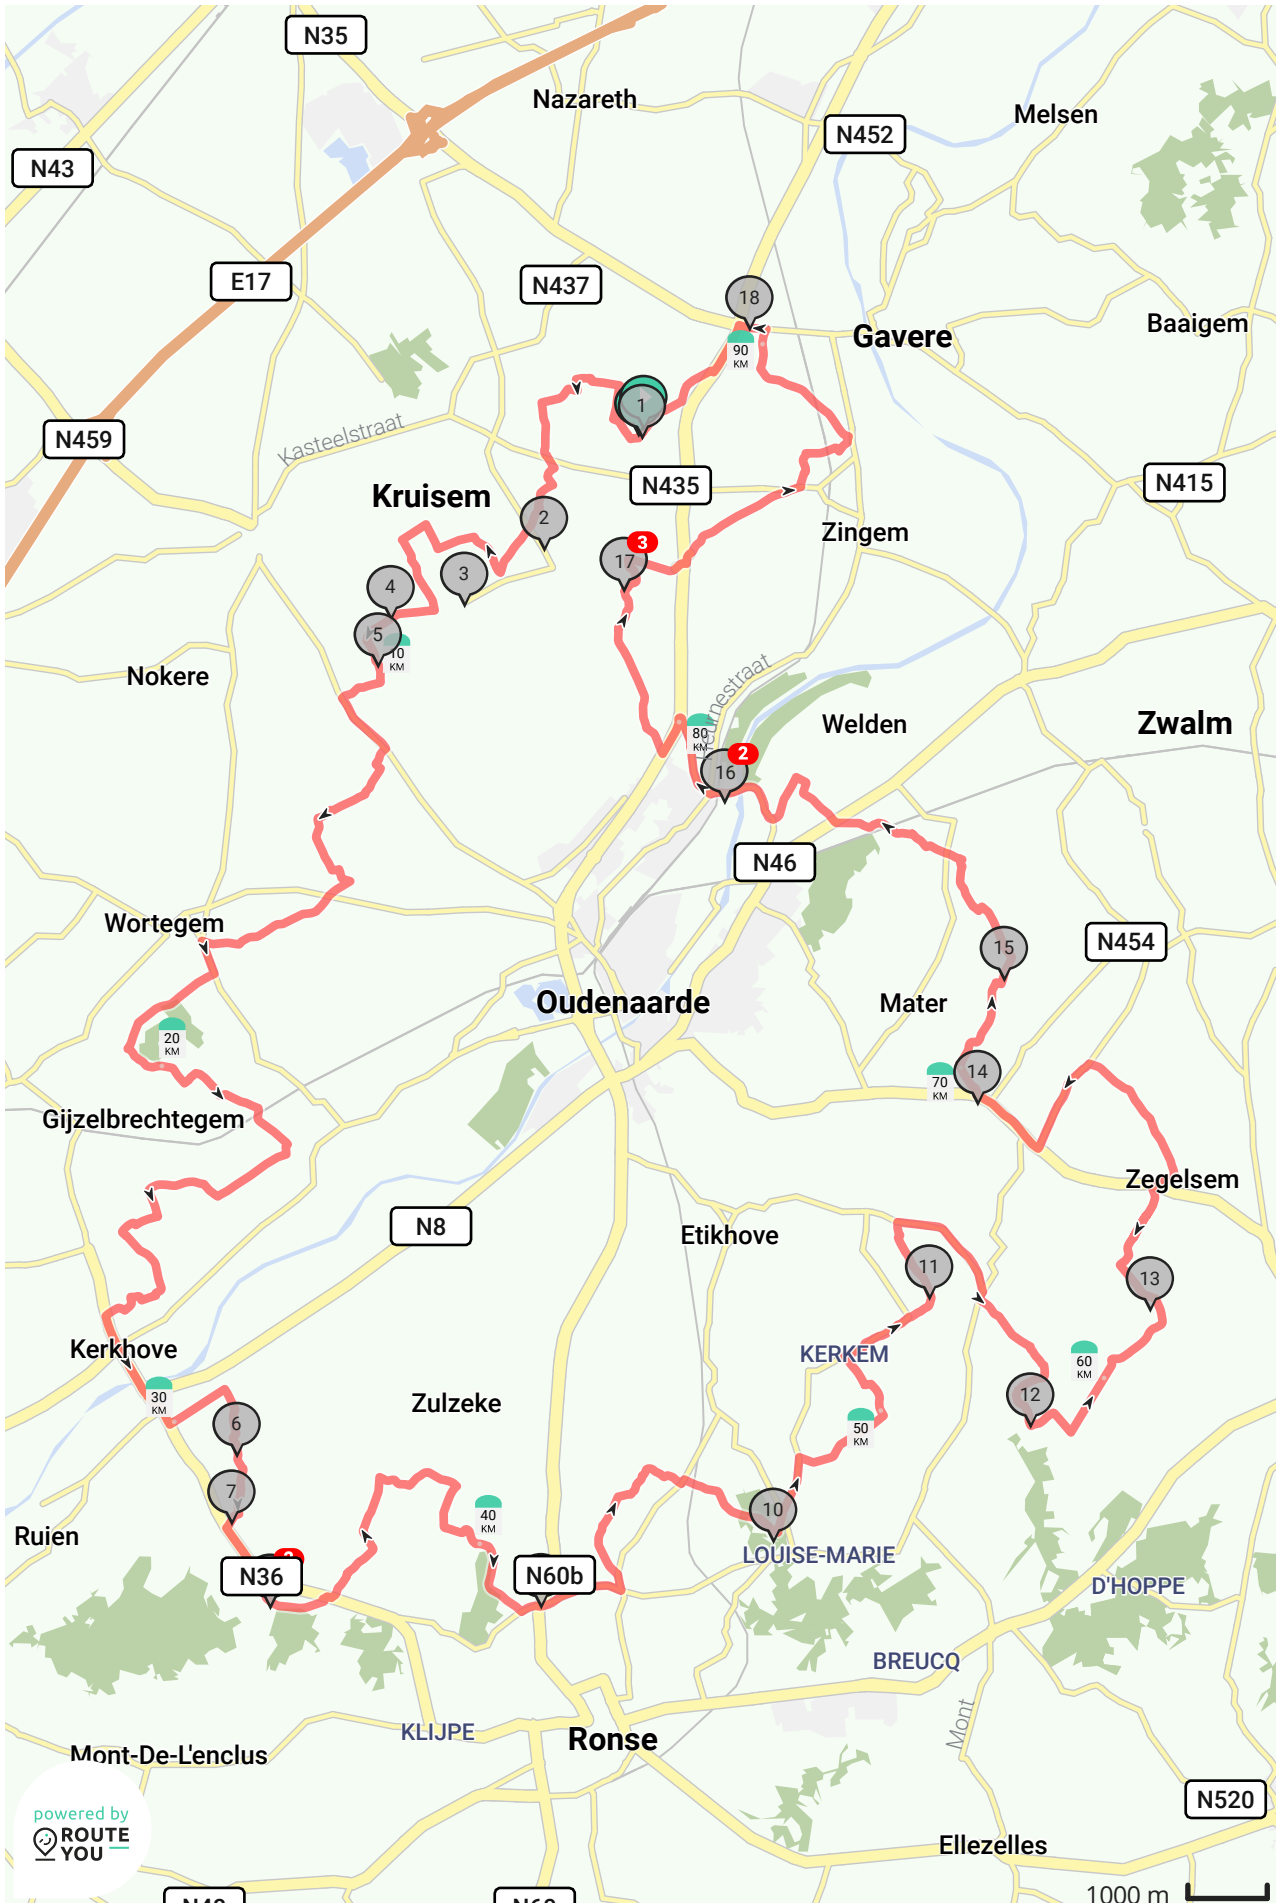 N35
Nazareth
Melsen
N452
N43
E17
N437
18
Baaigem
Gavere
90
KM
1
N459
Kasteelstraat
N435
N415
Kruisem
2
Zingem
3
17
3
4
5
10
KM
Nokere
Welden
Zwalm
80
KM
2
16
N46
Wortegem
N454
15
Oudenaarde
Mater
20
KM
14
70
KM
Gijzelbrechtegem
Zegelsem
N8
Etikhove
11
13
Kerkhove
KERKEM
60
KM
30
KM
12
Zulzeke
6
50
KM
7
40
KM
10
Ruien
LOUISE-MARIE
N36
N60b
D'HOPPE
BREUCQ
Mont
KLIJPE
Ronse
Mont-De-L'enclus
N520
powered by
ROUTE
YOU
Ellezelles
1000 m